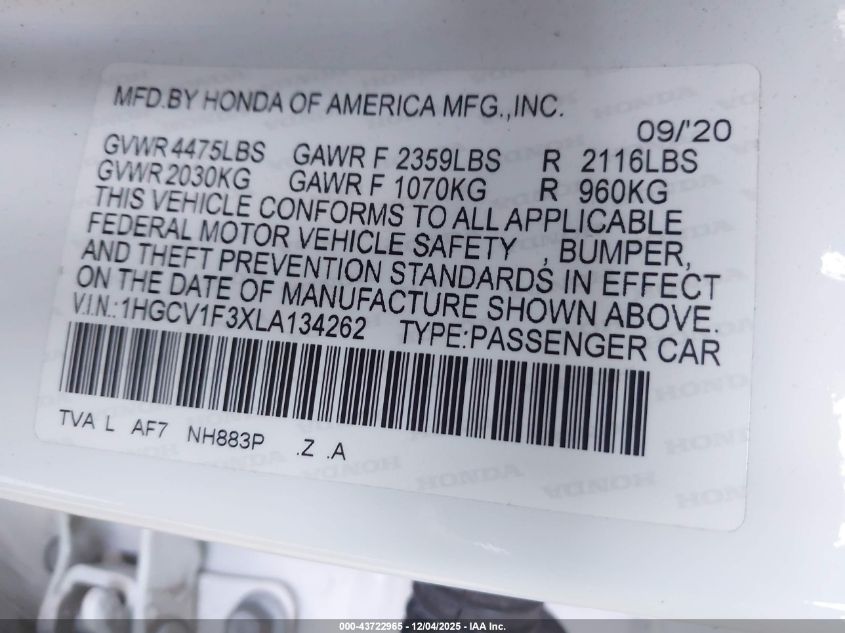 MFD.BY HONDA OF AMERICA MFG.,INC.
09/'20
GVWR 4475LBS GAWR F 2359LBS R 2116LBS
GVWR 2030KG GAWR F 1070KG R 960KG
THIS VEHICLE CONFORMS TO ALL APPLICABLE
FEDERAL MOTOR VEHICLE SAFETY , BUMPER,
AND THEFT PREVENTION STANDARDS IN EFFECT
ON THE DATE OF MANUFACTURE SHOWN ABOVE.
V.I.N.:1HGCV1F3XLA134262 TYPE:PASSENGER CAR
TVA L AF7 NH883P .Z .A
000-43722965 • 12/04/2025 • IAA Inc.